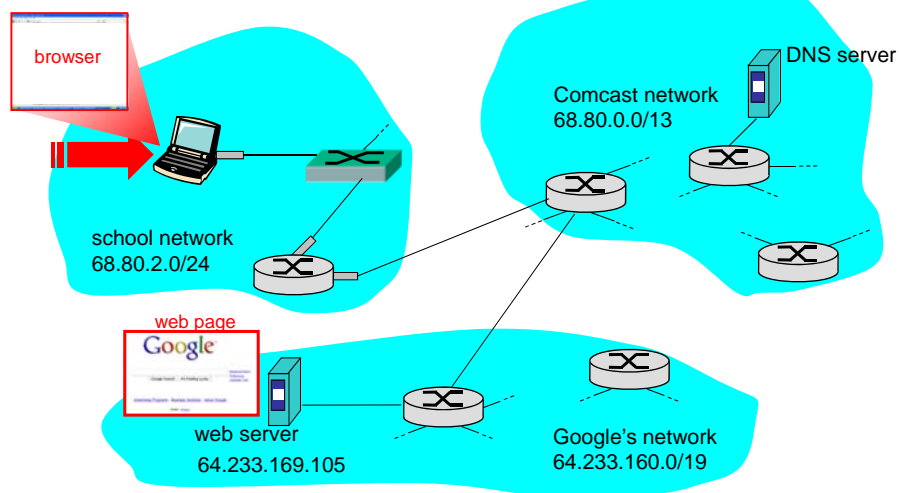 browser
DNS server
Comcast network
68.80.0.0/13
school network
68.80.2.0/24
web page
Google
web server
64.233.169.105
Google's network
64.233.160.0/19